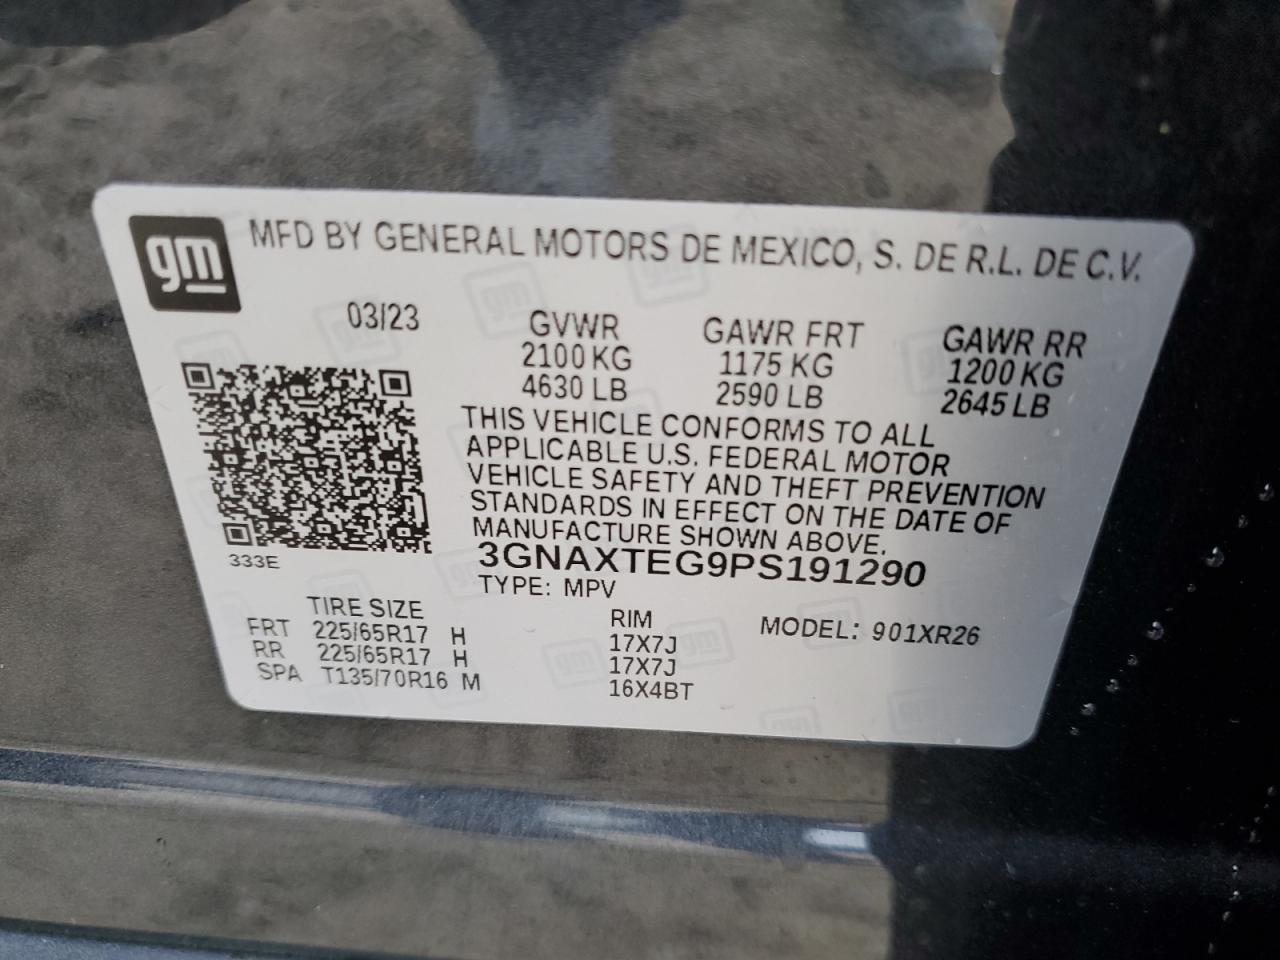 gm
MFD BY GENERAL MOTORS DE MEXICO, S. DE R.L. DE C.V.
03/23
GVWR GAWR FRT GAWR RR
2100 KG 1175 KG 1200 KG
4630 LB 2590 LB 2645 LB
THIS VEHICLE CONFORMS TO ALL
APPLICABLE U.S. FEDERAL MOTOR
VEHICLE SAFETY AND THEFT PREVENTION
STANDARDS IN EFFECT ON THE DATE OF
MANUFACTURE SHOWN ABOVE.
3GNAXTEG9PS191290
333E
TYPE: MPV
TIRE SIZE RIM MODEL: 901XR26
FRT 225/65R17 H 17X7J
RR 225/65R17 H 17X7J
SPA T135/70R16 M 16X4BT